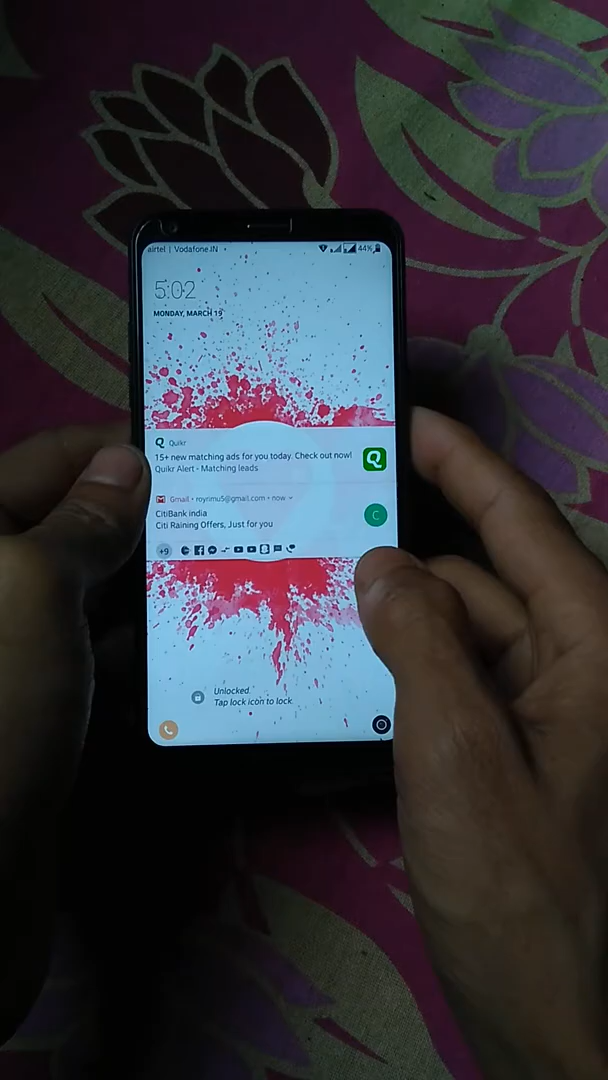 airtel | Vodafone.IN •
44%
5:02
MONDAY, MARCH 19
Q Quikr
15+ new matching ads for you today. Check out now!
Quikr Alert - Matching leads
Q
Gmail • royrimu5@gmail.com • now
CitiBank india
Citi Raining Offers, Just for you
C
+9
Unlocked.
Tap lock icon to lock.